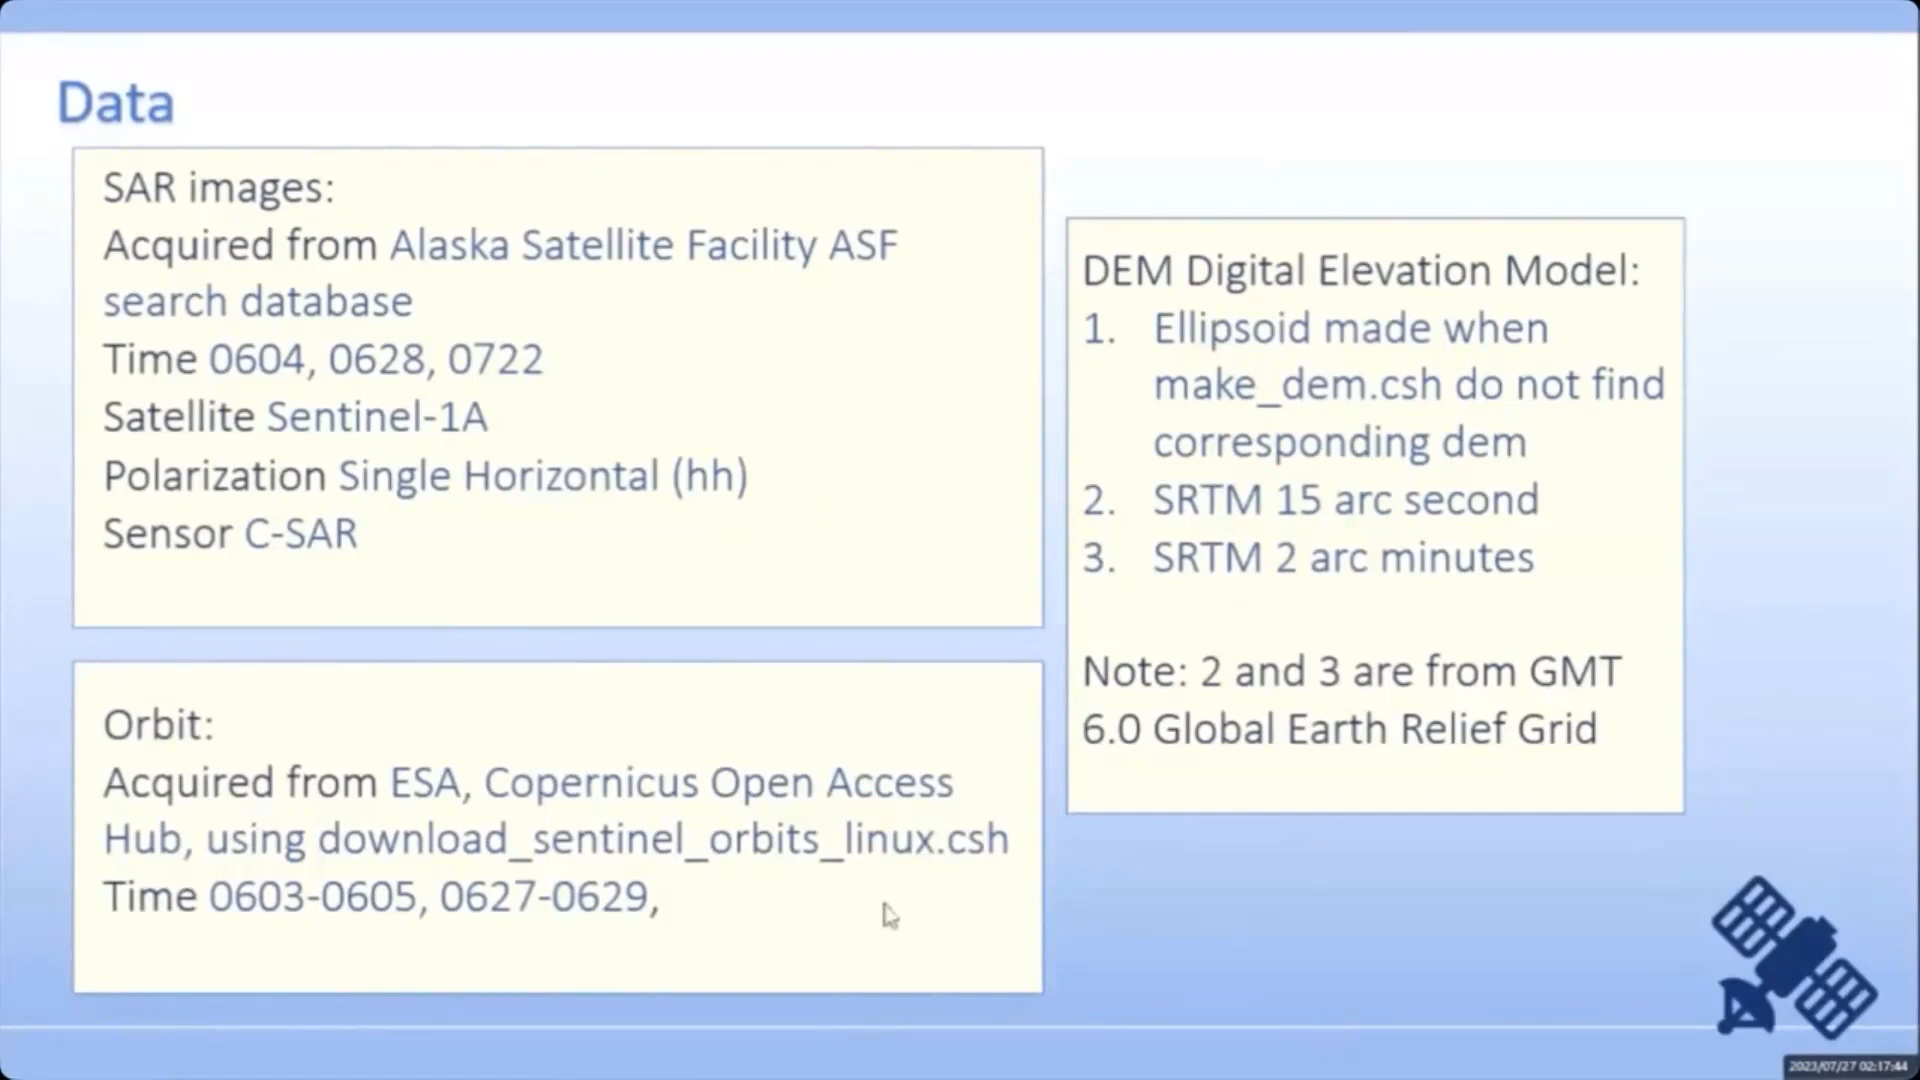 Data
SAR images:
Acquired from Alaska Satellite Facility ASF
search database
Time 0604, 0628, 0722
Satellite Sentinel-1A
Polarization Single Horizontal (hh)
Sensor C-SAR
Orbit:
Acquired from ESA, Copernicus Open Access
Hub, using download_sentinel_orbits_linux.csh
Time 0603-0605, 0627-0629,
DEM Digital Elevation Model:
1. Ellipsoid made when
make_dem.csh do not find
corresponding dem
2. SRTM 15 arc second
3. SRTM 2 arc minutes
Note: 2 and 3 are from GMT
6.0 Global Earth Relief Grid
2023/07/27 02:17:44